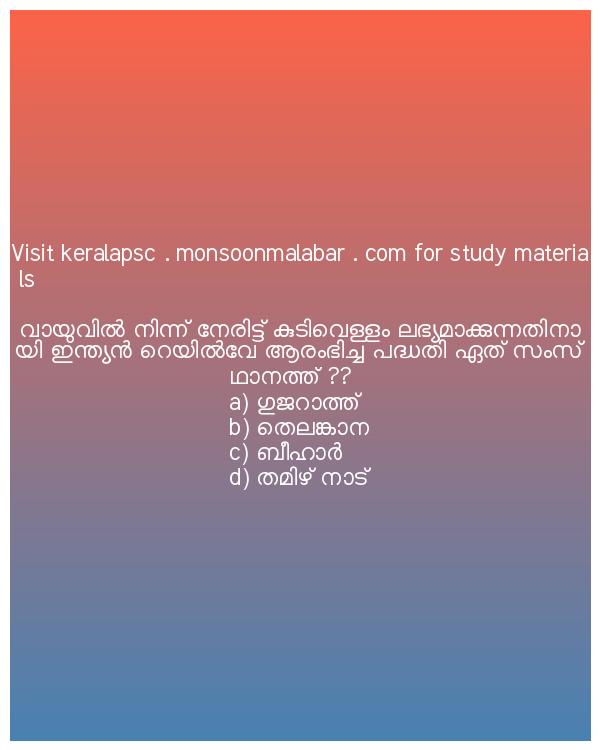 Visit keralapsc . monsoonmalabar . com for study materia
ls
വായുവിൽ നിന്ന് നേരിട്ട് കുടിവെള്ളം ലഭ്യമാക്കുന്നതിനാ
യി ഇന്ത്യൻ റെയിൽവേ ആരംഭിച്ച പദ്ധതി ഏത് സംസ്
ഥാനത്ത് ??
a) ഗുജറാത്ത്
b) തെലങ്കാന
c) ബീഹാർ
d) തമിഴ് നാട്